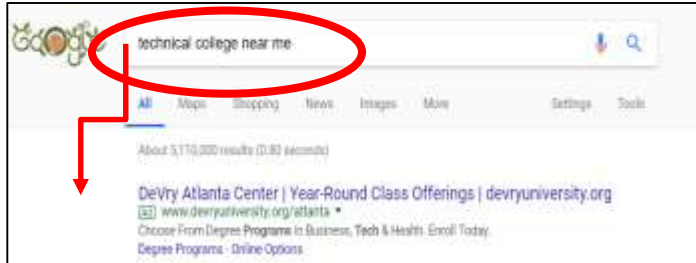 Google
technical college near me
All Maps Shopping News Images More Settings Tools
About 5,110,000 results (0.80 seconds)
DeVry Atlanta Center | Year-Round Class Offerings | devryuniversity.org
Ad www.devryuniversity.org/atlanta
Choose From Degree Programs In Business, Tech & Health. Enroll Today.
Degree Programs · Online Options